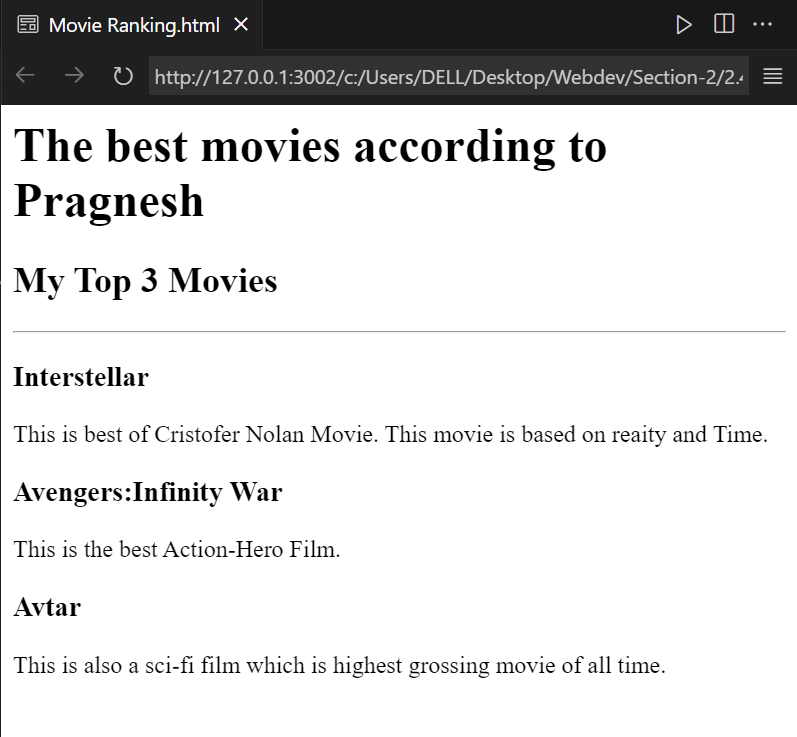 Movie Ranking.html
http://127.0.0.1:3002/c:/Users/DELL/Desktop/Webdev/Section-2/2.
The best movies according to
Pragnesh
My Top 3 Movies
Interstellar
This is best of Cristofer Nolan Movie. This movie is based on reaity and Time.
Avengers:Infinity War
This is the best Action-Hero Film.
Avtar
This is also a sci-fi film which is highest grossing movie of all time.